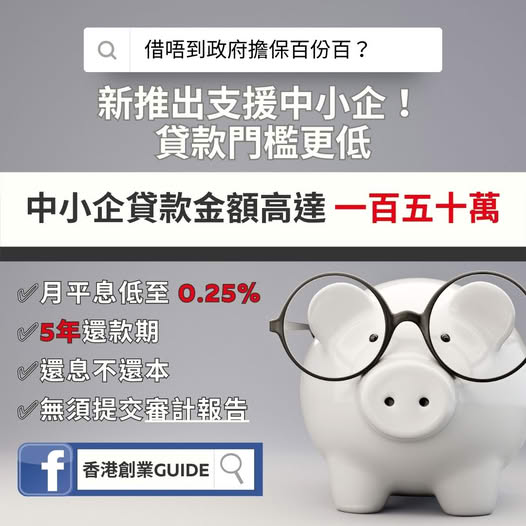 借唔到政府擔保百份百？
新推出支援中小企！
貸款門檻更低
中小企貸款金額高達 一百五十萬
✅月平息低至 0.25%
✅5年還款期
✅還息不還本
✅無須提交審計報告
f 香港創業GUIDE